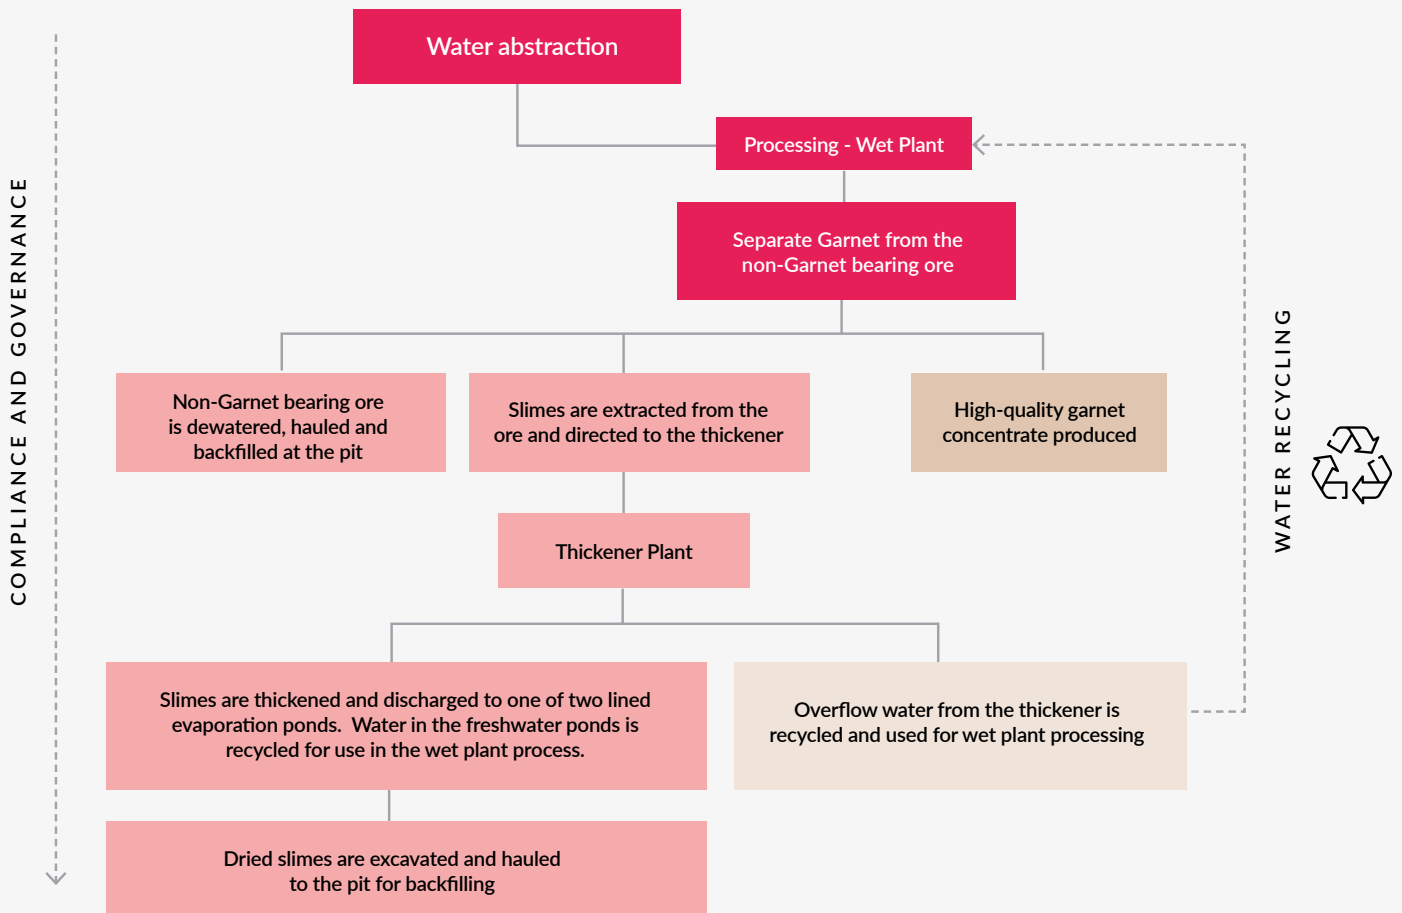 Water abstraction
Processing - Wet Plant
Separate Garnet from the
non-Garnet bearing ore
Non-Garnet bearing ore
is dewatered, hauled and
backfilled at the pit
Slimes are extracted from the
ore and directed to the thickener
High-quality garnet
concentrate produced
Thickener Plant
Slimes are thickened and discharged to one of two lined
evaporation ponds.  Water in the freshwater ponds is
recycled for use in the wet plant process.
Overflow water from the thickener is
recycled and used for wet plant processing
Dried slimes are excavated and hauled
to the pit for backfilling
COMPLIANCE AND GOVERNANCE
WATER RECYCLING